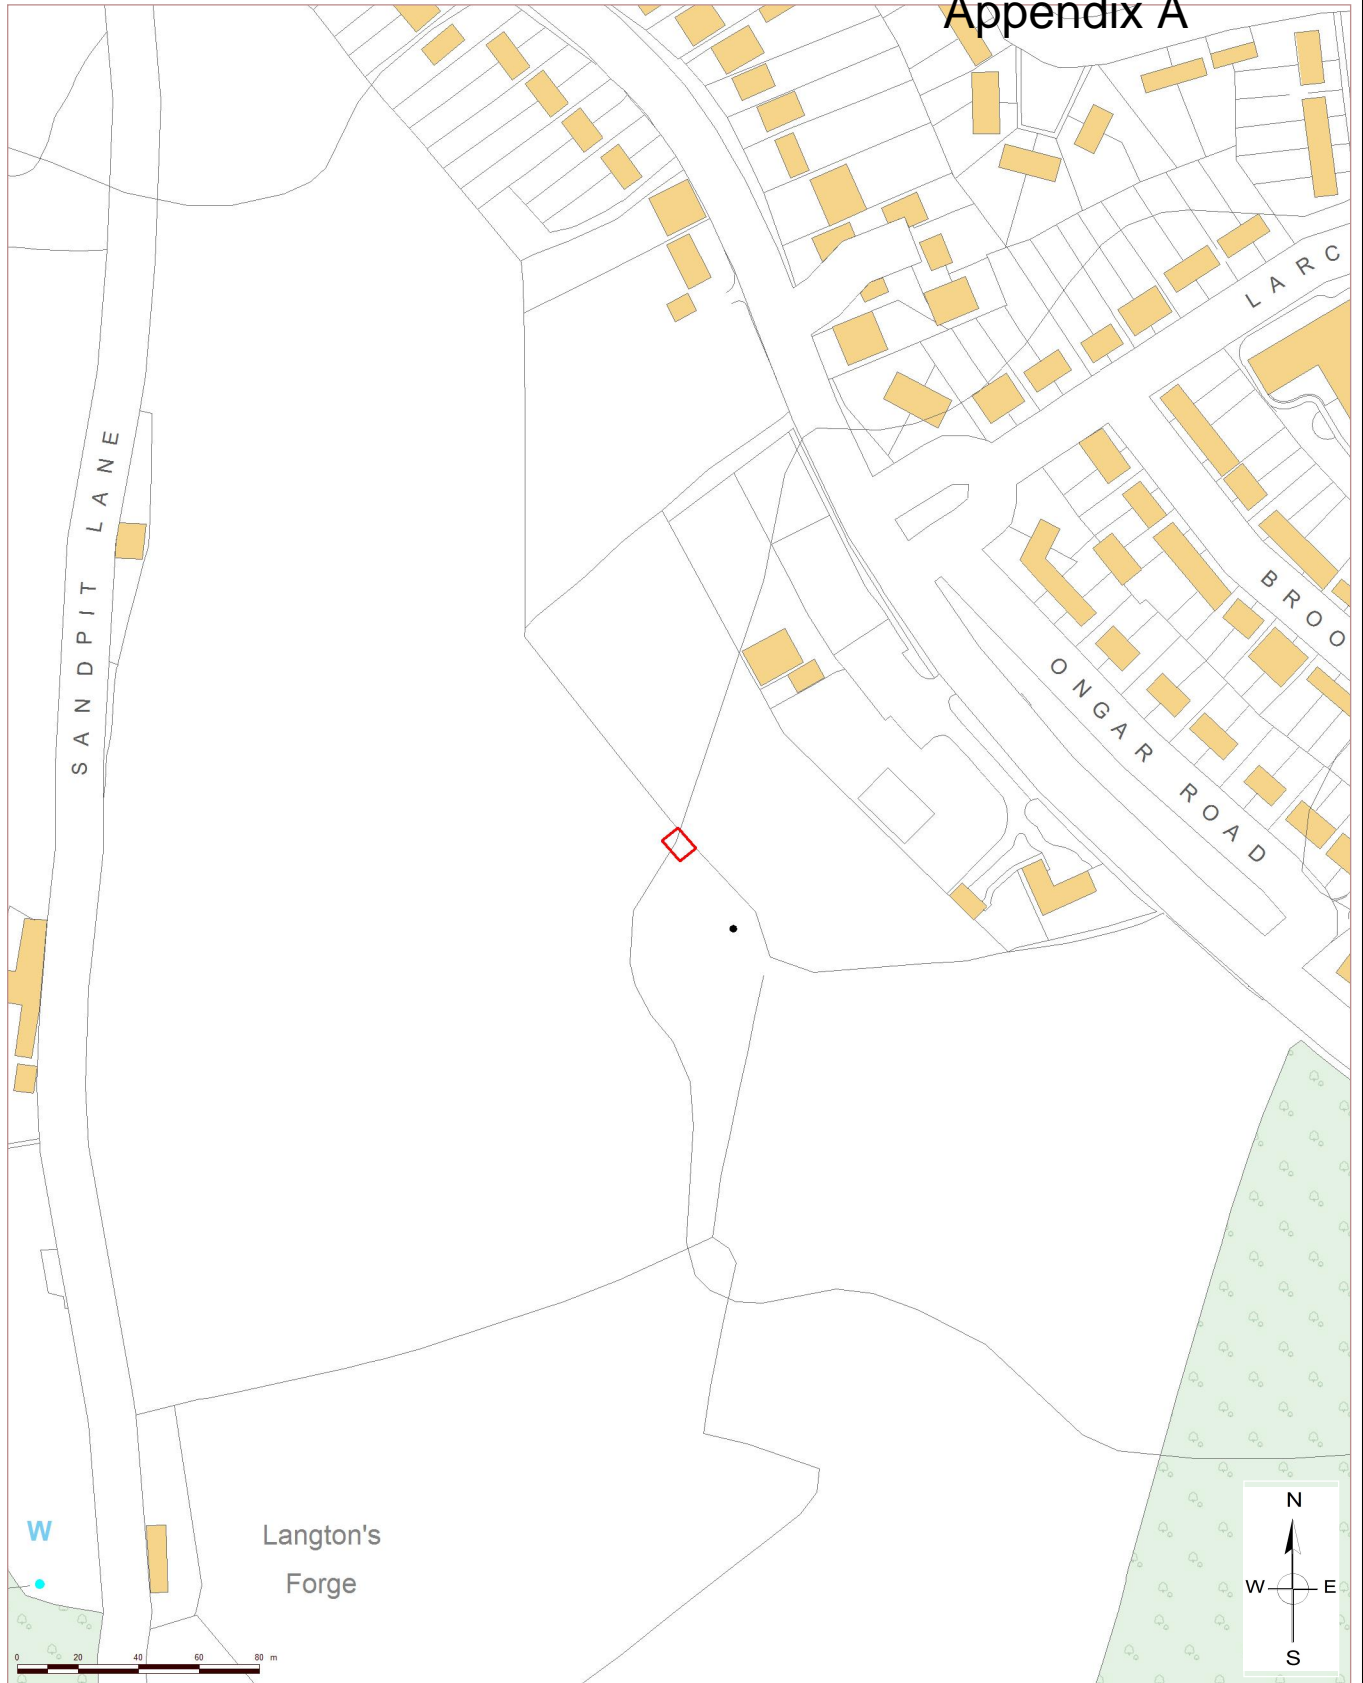 Appendix A
LARC
SANDPIT LANE
BROO
ONGAR ROAD
W
Langton's
Forge
N
W E
S
0 20 40 60 80 m